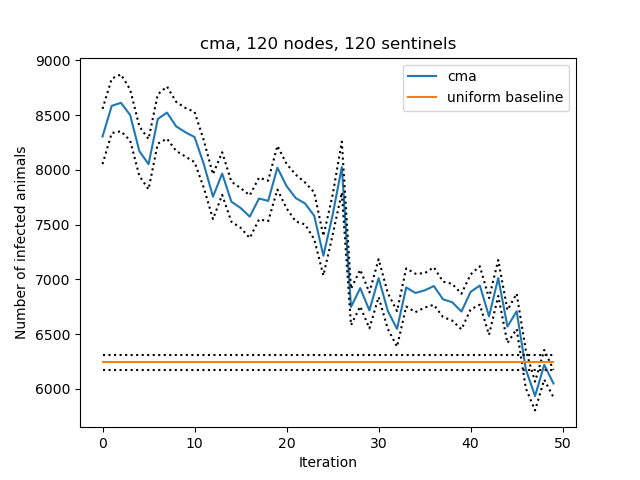 cma, 120 nodes, 120 sentinels
9000
8500
8000
7500
7000
6500
6000
Number of infected animals
cma
uniform baseline
0
10
20
30
40
50
Iteration